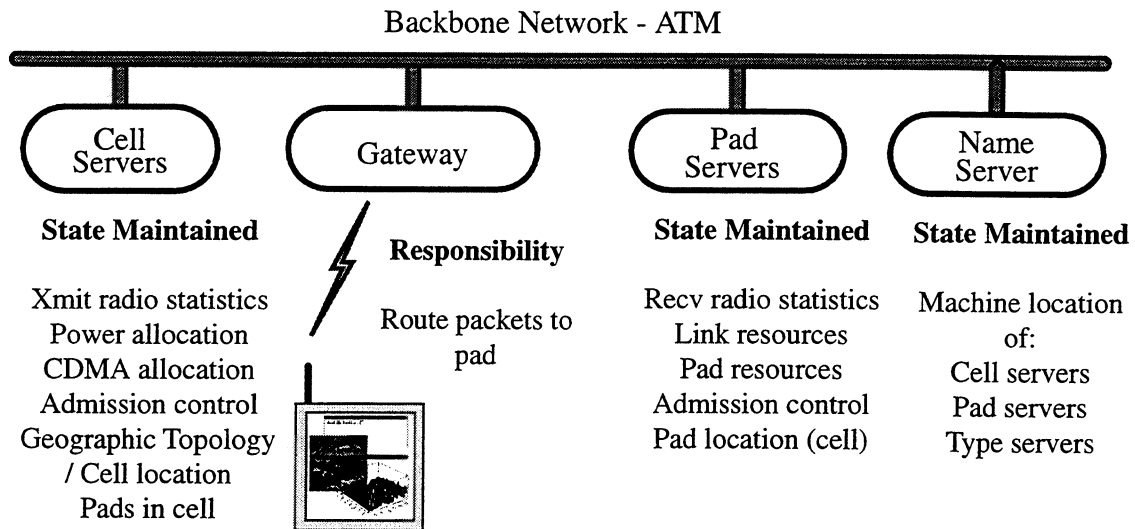 Backbone Network - ATM
Cell
Servers
Gateway
Pad
Servers
Name
Server
State Maintained
Xmit radio statistics
Power allocation
CDMA allocation
Admission control
Geographic Topology
/ Cell location
Pads in cell
Responsibility
Route packets to
pad
State Maintained
Recv radio statistics
Link resources
Pad resources
Admission control
Pad location (cell)
State Maintained
Machine location
of:
Cell servers
Pad servers
Type servers